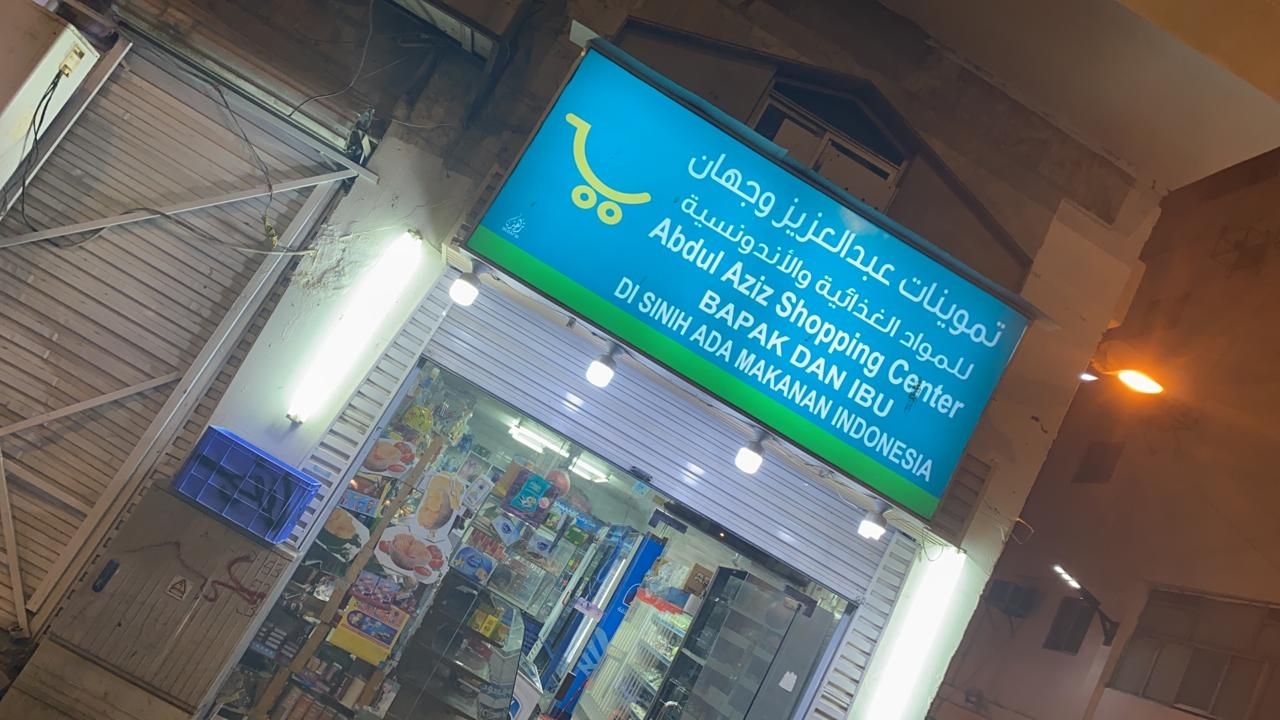 تموينات عبدالعزيز وجهان
للمواد الغذائية والأندونسية
Abdul Aziz Shopping Center
BAPAK DAN IBU
DI SINIH ADA MAKANAN INDONESIA